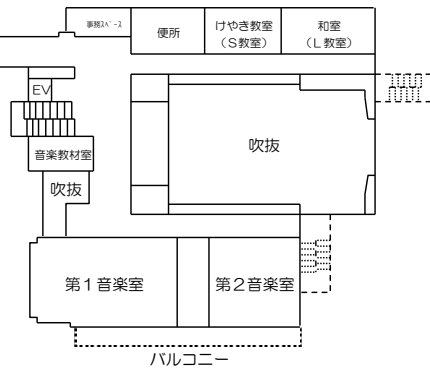 事務ｽﾍﾟｰｽ
便所
けやき教室
（S教室）
和室
（L教室）
EV
吹抜
音楽教材室
吹抜
第1音楽室
第2音楽室
バルコニー